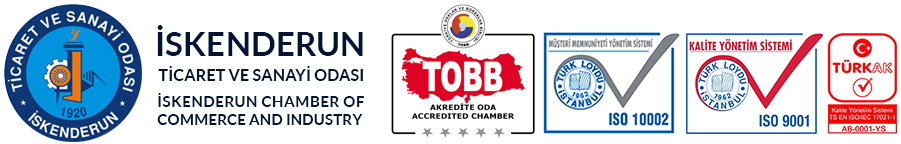 TİCARET VE SANAYİ ODASI
1920
İSKENDERUN
İSKENDERUN
TİCARET VE SANAYİ ODASI
İSKENDERUN CHAMBER OF
COMMERCE AND INDUSTRY
TOBB
AKREDİTE ODA
ACCREDITED CHAMBER
MÜŞTERİ MEMNUNİYETİ YÖNETİM SİSTEMİ
TÜRK LOYDU
1962
İSTANBUL
ISO 10002
KALİTE YÖNETİM SİSTEMİ
TÜRK LOYDU
1962
İSTANBUL
ISO 9001
TÜRKAK
Kalite Yönetim Sistemi
TS EN ISO/IEC 17021-1
AB-0001-YS